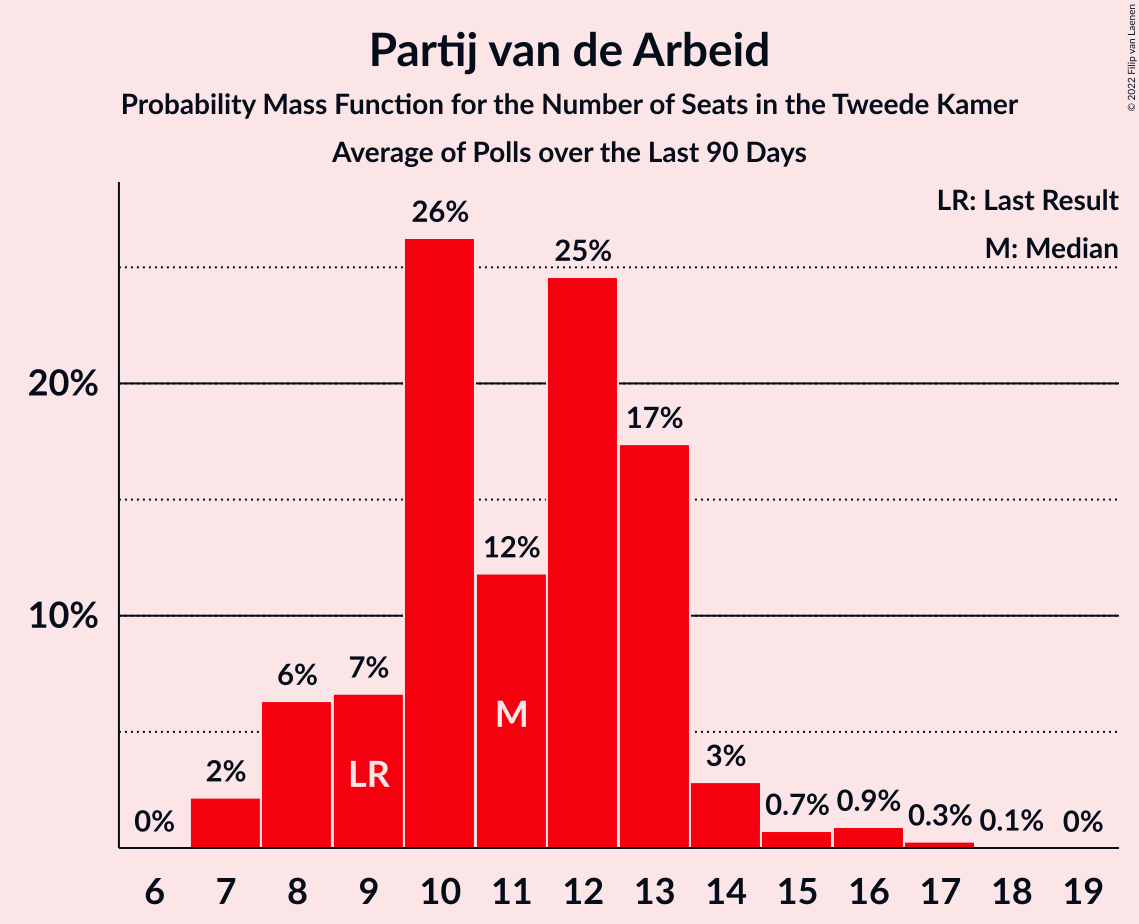 Partij van de Arbeid
Probability Mass Function for the Number of Seats in the Tweede Kamer
Average of Polls over the Last 90 Days
© 2022 Filip van Laenen
LR: Last Result
M: Median
26%
25%
20%
17%
12%
10%
7%
6%
M
3%
2%
LR
0.9%
0.7%
0.3%
0.1%
0%
0%
6 7 8 9 10 11 12 13 14 15 16 17 18 19